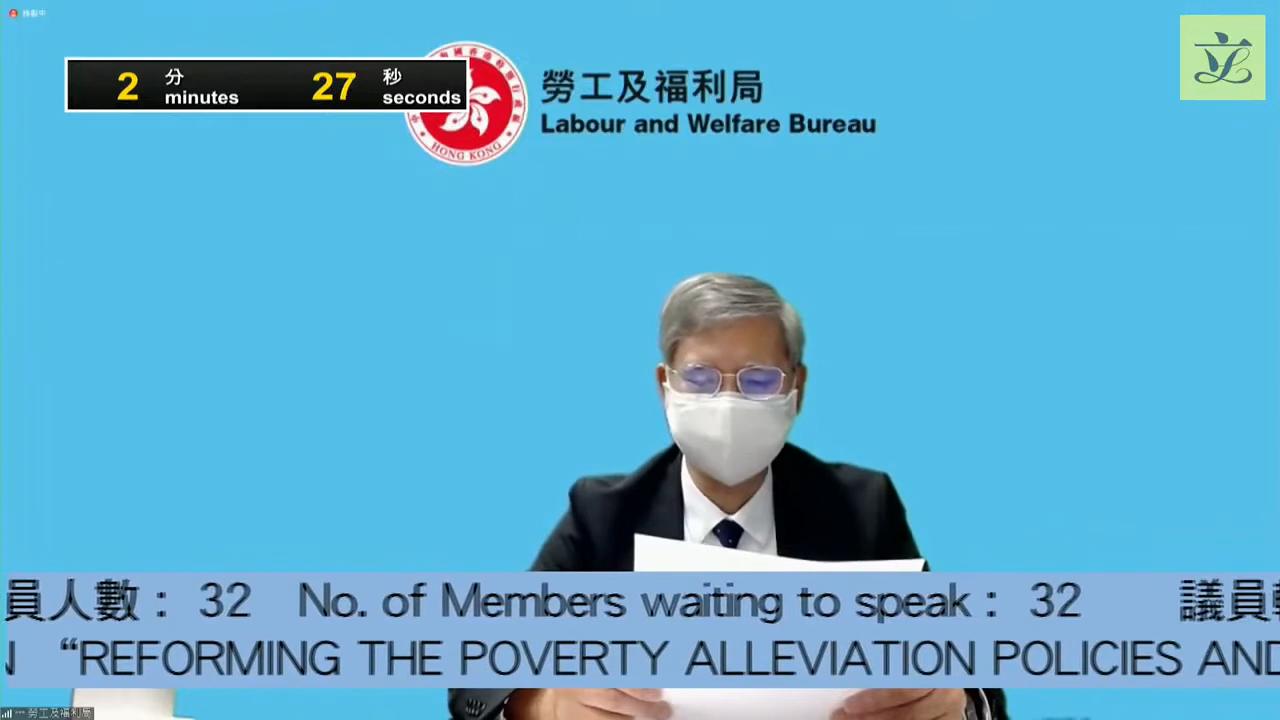 2 分 minutes 27 秒 seconds
HONG KONG
勞工及福利局
Labour and Welfare Bureau
員人數： 32 No. of Members waiting to speak : 32 議員
“REFORMING THE POVERTY ALLEVIATION POLICIES AND
勞工及福利局